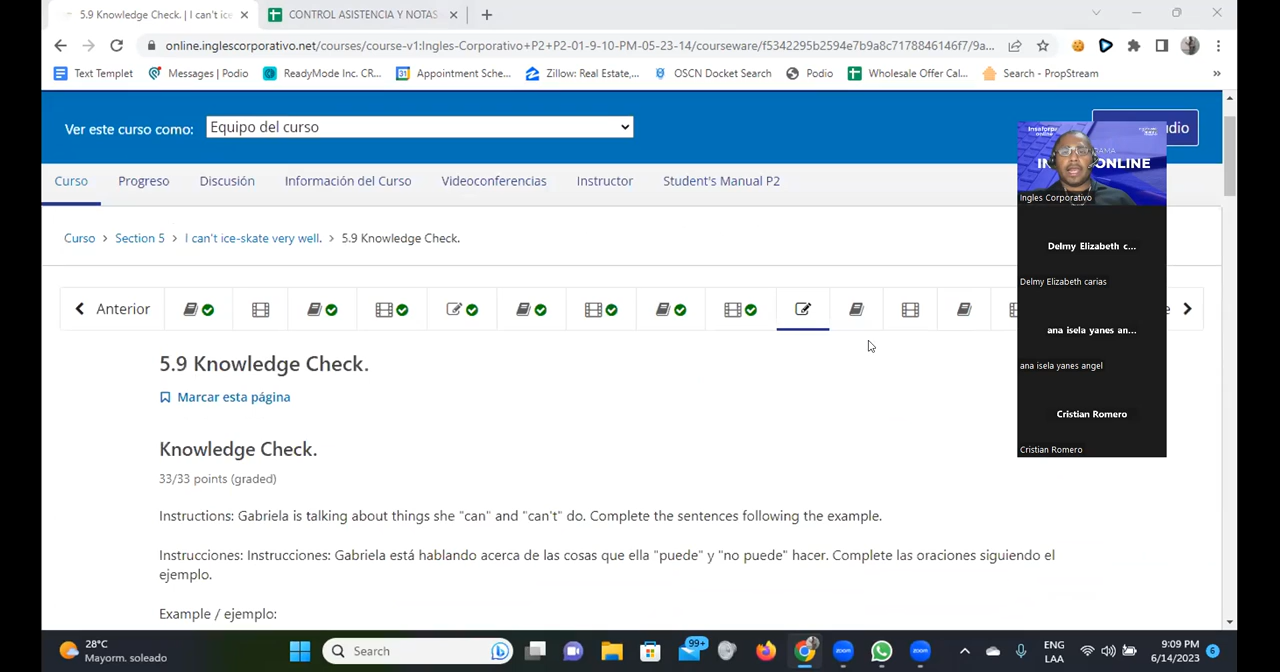 5.9 Knowledge Check. | I can't ice
CONTROL ASISTENCIA Y NOTAS
online.inglescorporativo.net/courses/course-v1:Ingles-Corporativo+P2+P2-01-9-10-PM-05-23-14/courseware/f5342295b2594e7b9a8c7178846146f7/9a...
Text Templet
Messages | Podio
ReadyMode Inc. CR...
Appointment Sche...
Zillow: Real Estate,...
OSCN Docket Search
Podio
Wholesale Offer Cal...
Search - PropStream
»
Ver este curso como:
Equipo del curso
ONLINE
Ingles Corporativo
Curso
Progreso
Discusión
Información del Curso
Videoconferencias
Instructor
Student's Manual P2
Curso > Section 5 > I can't ice-skate very well. > 5.9 Knowledge Check.
Delmy Elizabeth c...
Delmy Elizabeth carias
Anterior
ana isela yanes an...
ana isela yanes angel
5.9 Knowledge Check.
Marcar esta página
Cristian Romero
Cristian Romero
Knowledge Check.
33/33 points (graded)
Instructions: Gabriela is talking about things she "can" and "can't" do. Complete the sentences following the example.
Instrucciones: Instrucciones: Gabriela está hablando acerca de las cosas que ella "puede" y "no puede" hacer. Complete las oraciones siguiendo el
ejemplo.
Example / ejemplo:
28°C
Mayorm. soleado
Search
99+
ENG
LAA
9:09 PM
6/14/2023
6